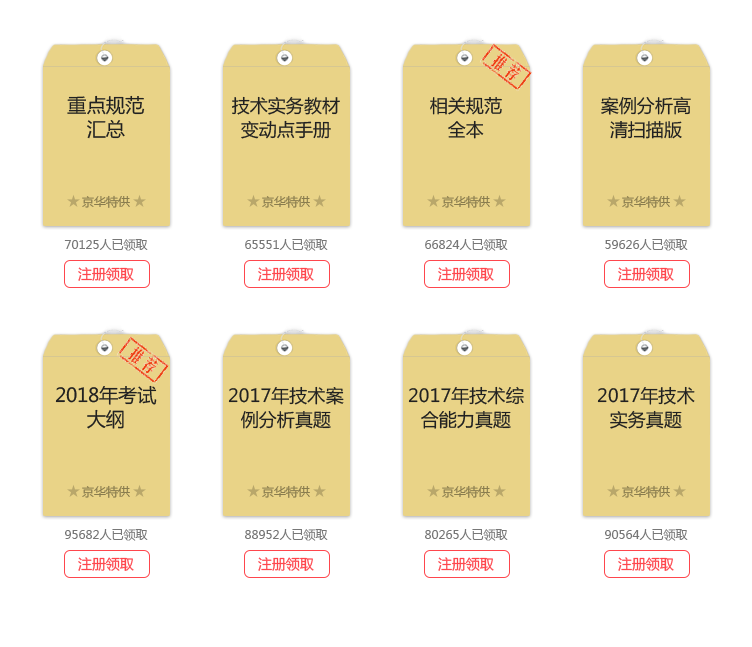 推荐
重点规范
汇总
技术实务教材
变动点手册
相关规范
全本
案例分析高
清扫描版
★京华特供★
★京华特供★
★京华特供★
★京华特供★
70125人已领取
65551人已领取
66824人已领取
59626人已领取
注册领取
注册领取
注册领取
注册领取
推荐
2018年考试
大纲
2017年技术案
例分析真题
2017年技术综
合能力真题
2017年技术
实务真题
★京华特供★
★京华特供★
★京华特供★
★京华特供★
95682人已领取
88952人已领取
80265人已领取
90564人已领取
注册领取
注册领取
注册领取
注册领取